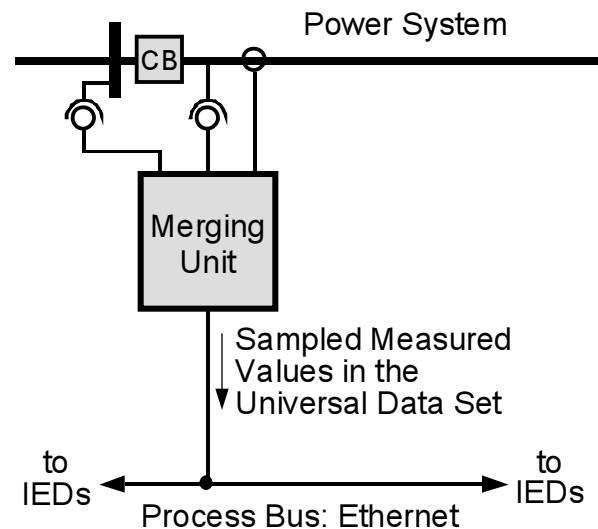 Power System
CB
Merging
Unit
Sampled Measured
Values in the
Universal Data Set
to
IEDs
to
IEDs
Process Bus: Ethernet